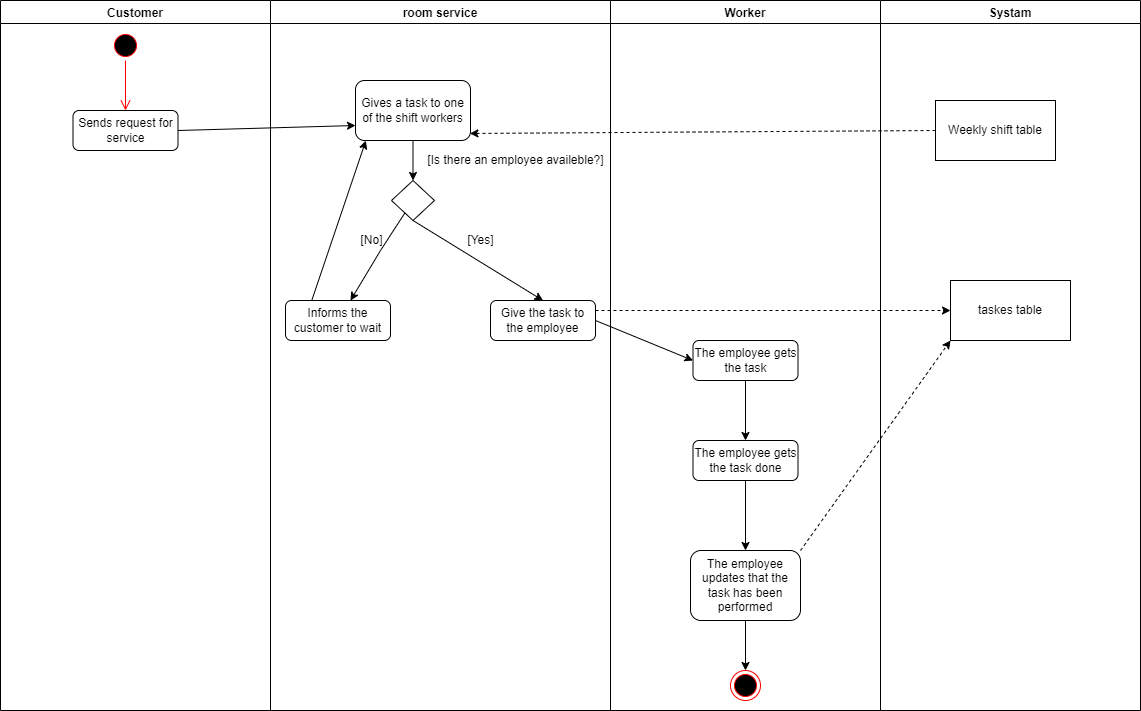 Customer
room service
Worker
Systam
Gives a task to one
of the shift workers
Sends request for
service
Weekly shift table
[Is there an employee availeble?]
[No]
[Yes]
Informs the
customer to wait
Give the task to
the employee
taskes table
The employee gets
the task
The employee gets
the task done
The employee
updates that the
task has been
performed